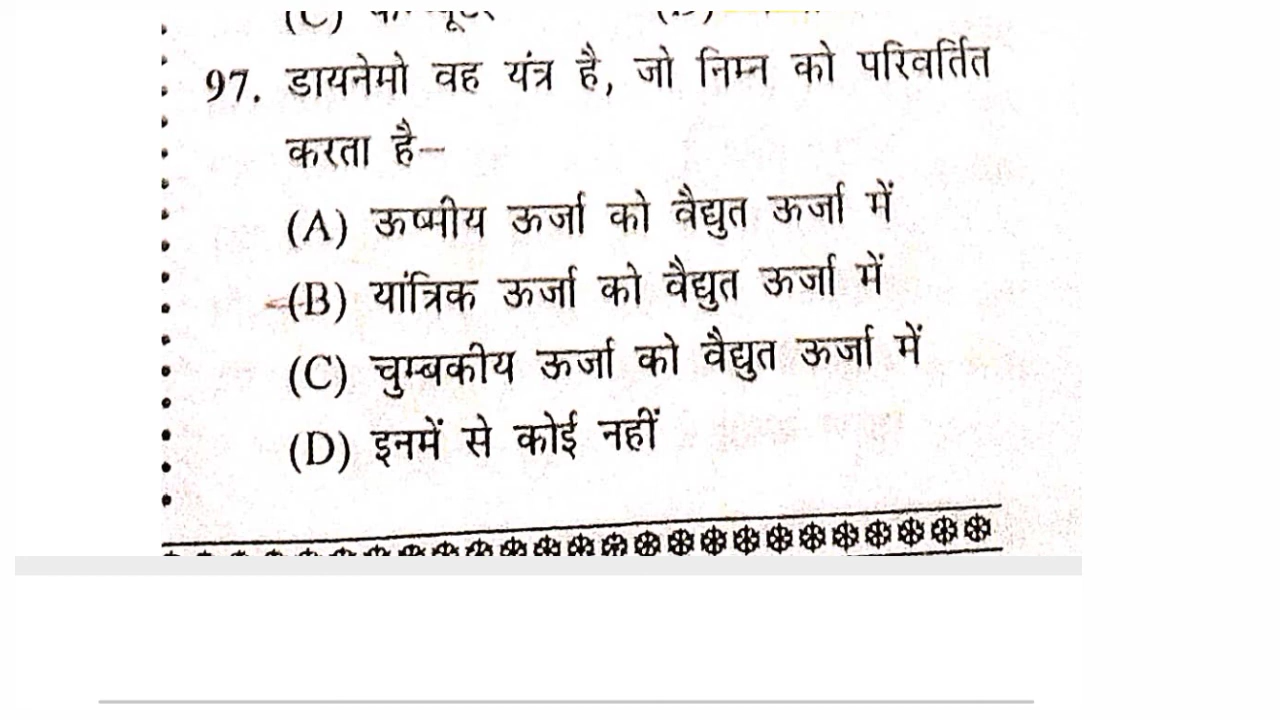 97. डायनेमो वह यंत्र है, जो निम्न को परिवर्तित
करता है–
(A) ऊष्मीय ऊर्जा को वैद्युत ऊर्जा में
(B) यांत्रिक ऊर्जा को वैद्युत ऊर्जा में
(C) चुम्बकीय ऊर्जा को वैद्युत ऊर्जा में
(D) इनमें से कोई नहीं